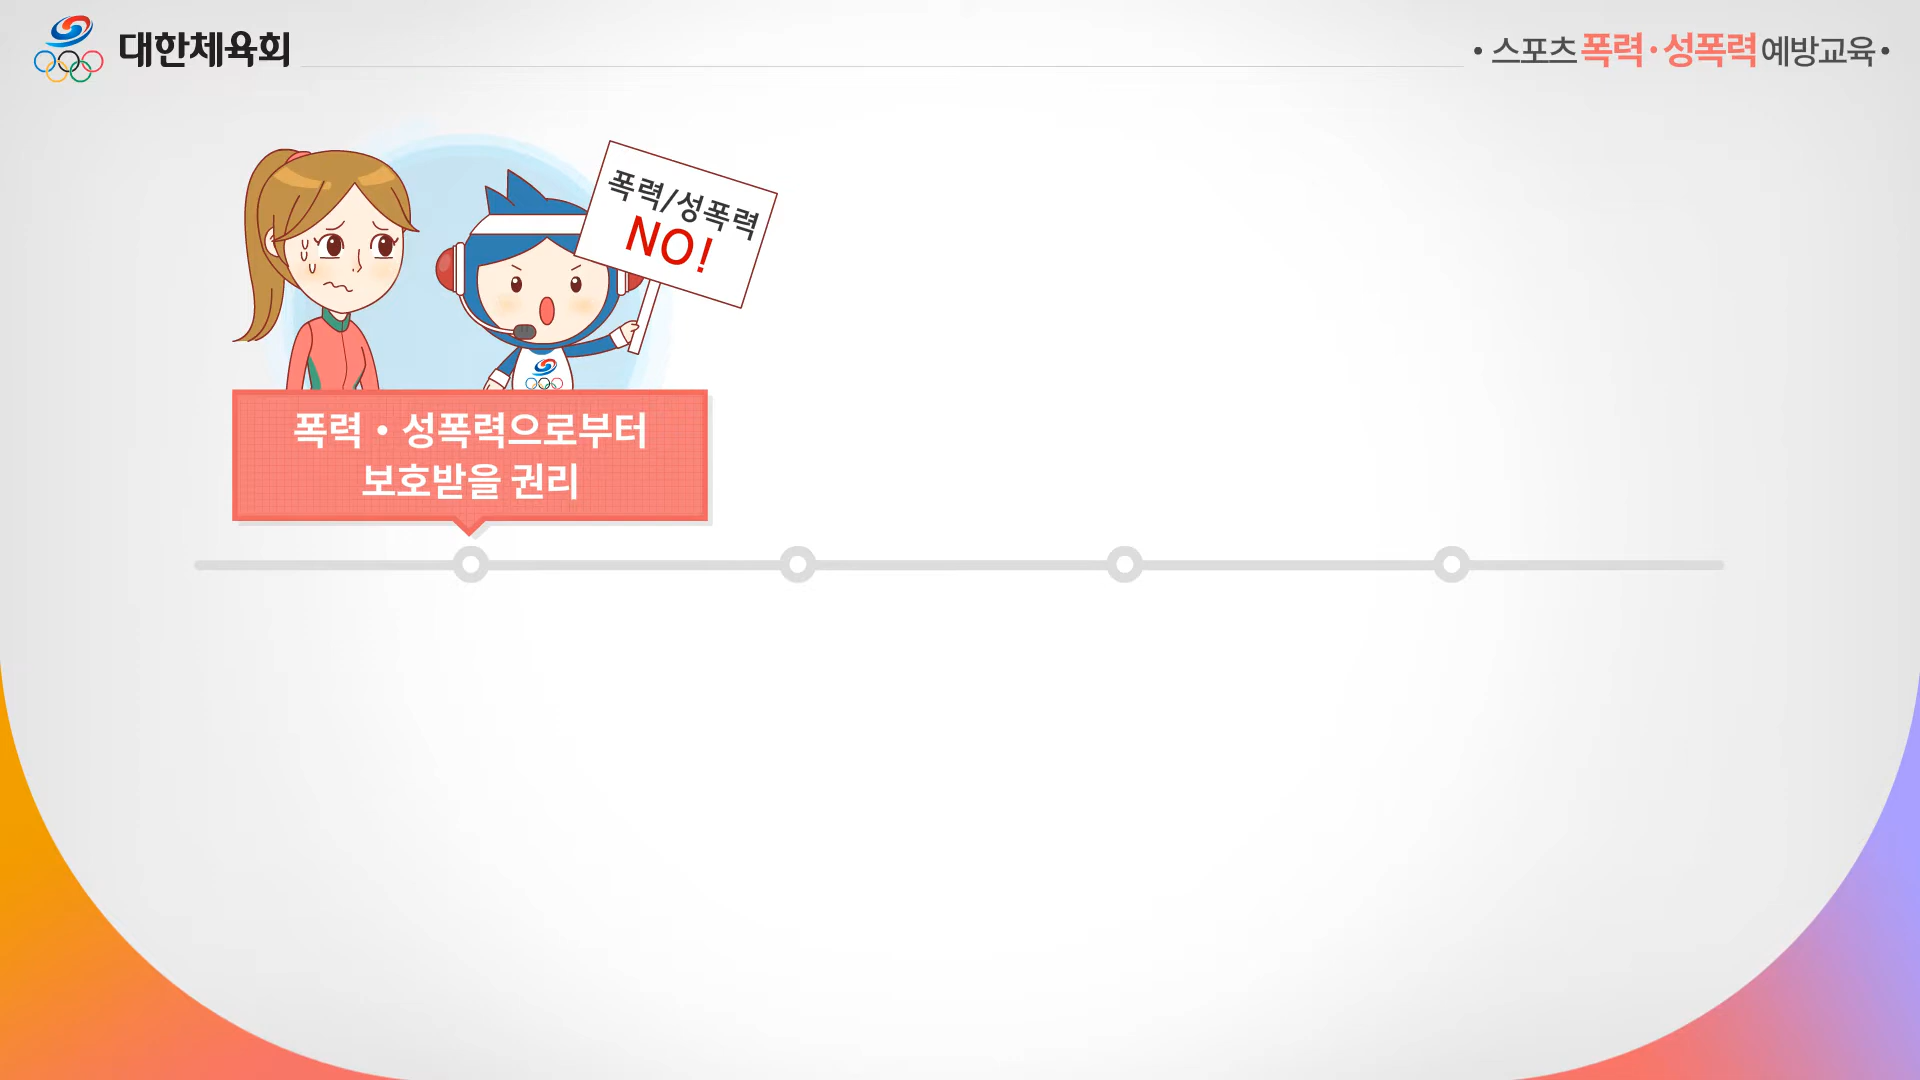 대한체육회
• 스포츠 폭력·성폭력 예방교육 •
폭력/성폭력
NO!
폭력 · 성폭력으로부터
보호받을 권리